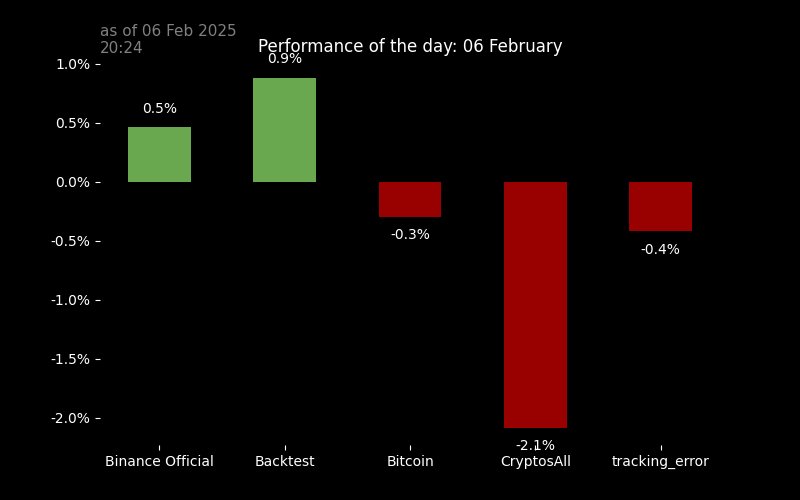 as of 06 Feb 2025
20:24
Performance of the day: 06 February
1.0%
0.5%
0.0%
-0.5%
-1.0%
-1.5%
-2.0%
0.5%
0.9%
-0.3%
-2.1%
-0.4%
Binance Official
Backtest
Bitcoin
CryptosAll
tracking_error